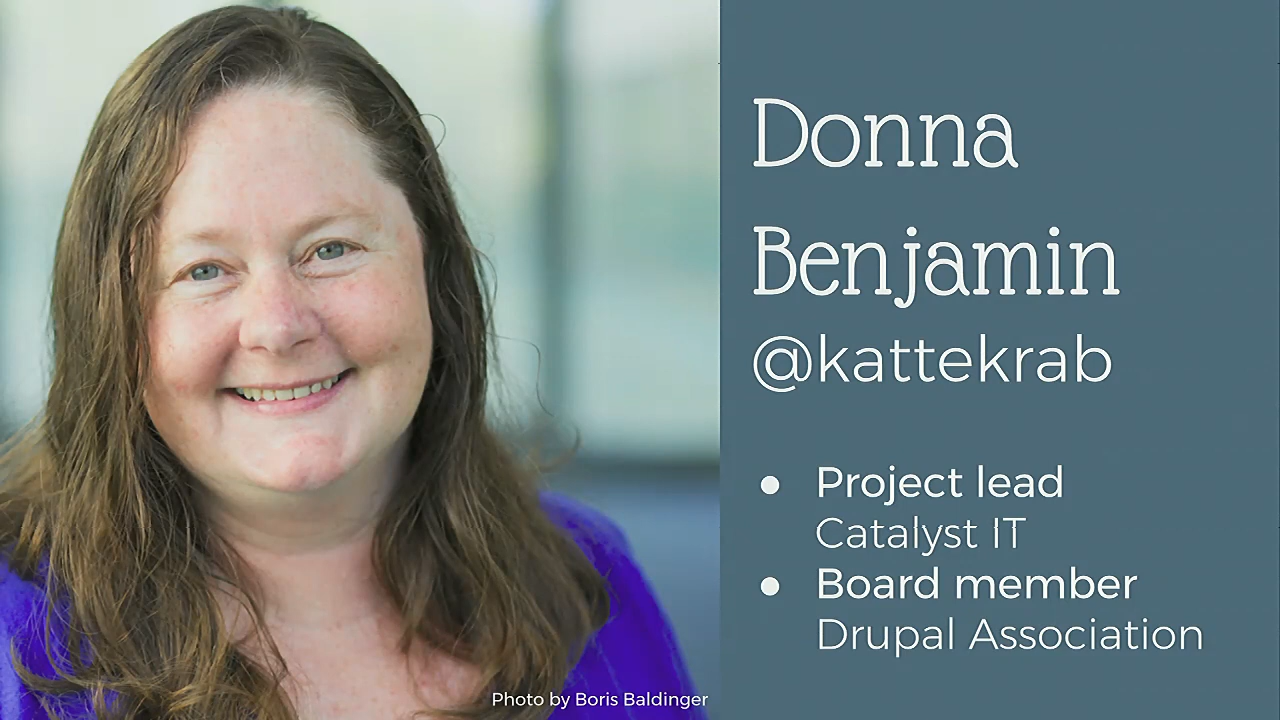 Donna
Benjamin
@kattekrab
● Project lead
Catalyst IT
● Board member
Drupal Association
Photo by Boris Baldinger